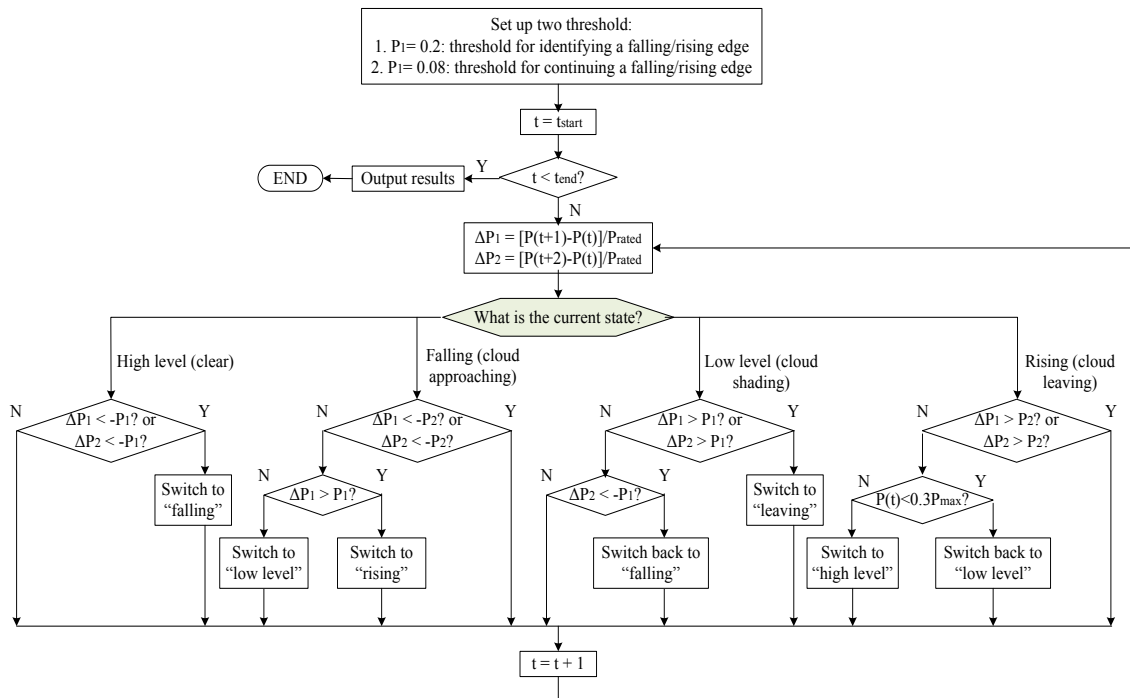 Set up two threshold:
1. P1= 0.2: threshold for identifying a falling/rising edge
2. P1= 0.08: threshold for continuing a falling/rising edge
t = tstart
t < tend?
Y
Output results
END
N
ΔP1 = [P(t+1)-P(t)]/Prated
ΔP2 = [P(t+2)-P(t)]/Prated
What is the current state?
High level (clear)
Falling (cloud
approaching)
Low level (cloud
shading)
Rising (cloud
leaving)
N
ΔP1 < -P1? or
ΔP2 < -P1?
Y
N
ΔP1 < -P2? or
ΔP2 < -P2?
Y
N
ΔP1 > P1? or
ΔP2 > P1?
Y
N
ΔP1 > P2? or
ΔP2 > P2?
Y
Switch to
“falling”
N
ΔP1 > P1?
Y
N
ΔP2 < -P1?
Y
Switch to
“leaving”
N
P(t)<0.3Pmax?
Y
Switch to
“low level”
Switch to
“rising”
Switch back to
“falling”
Switch to
“high level”
Switch back to
“low level”
t = t + 1